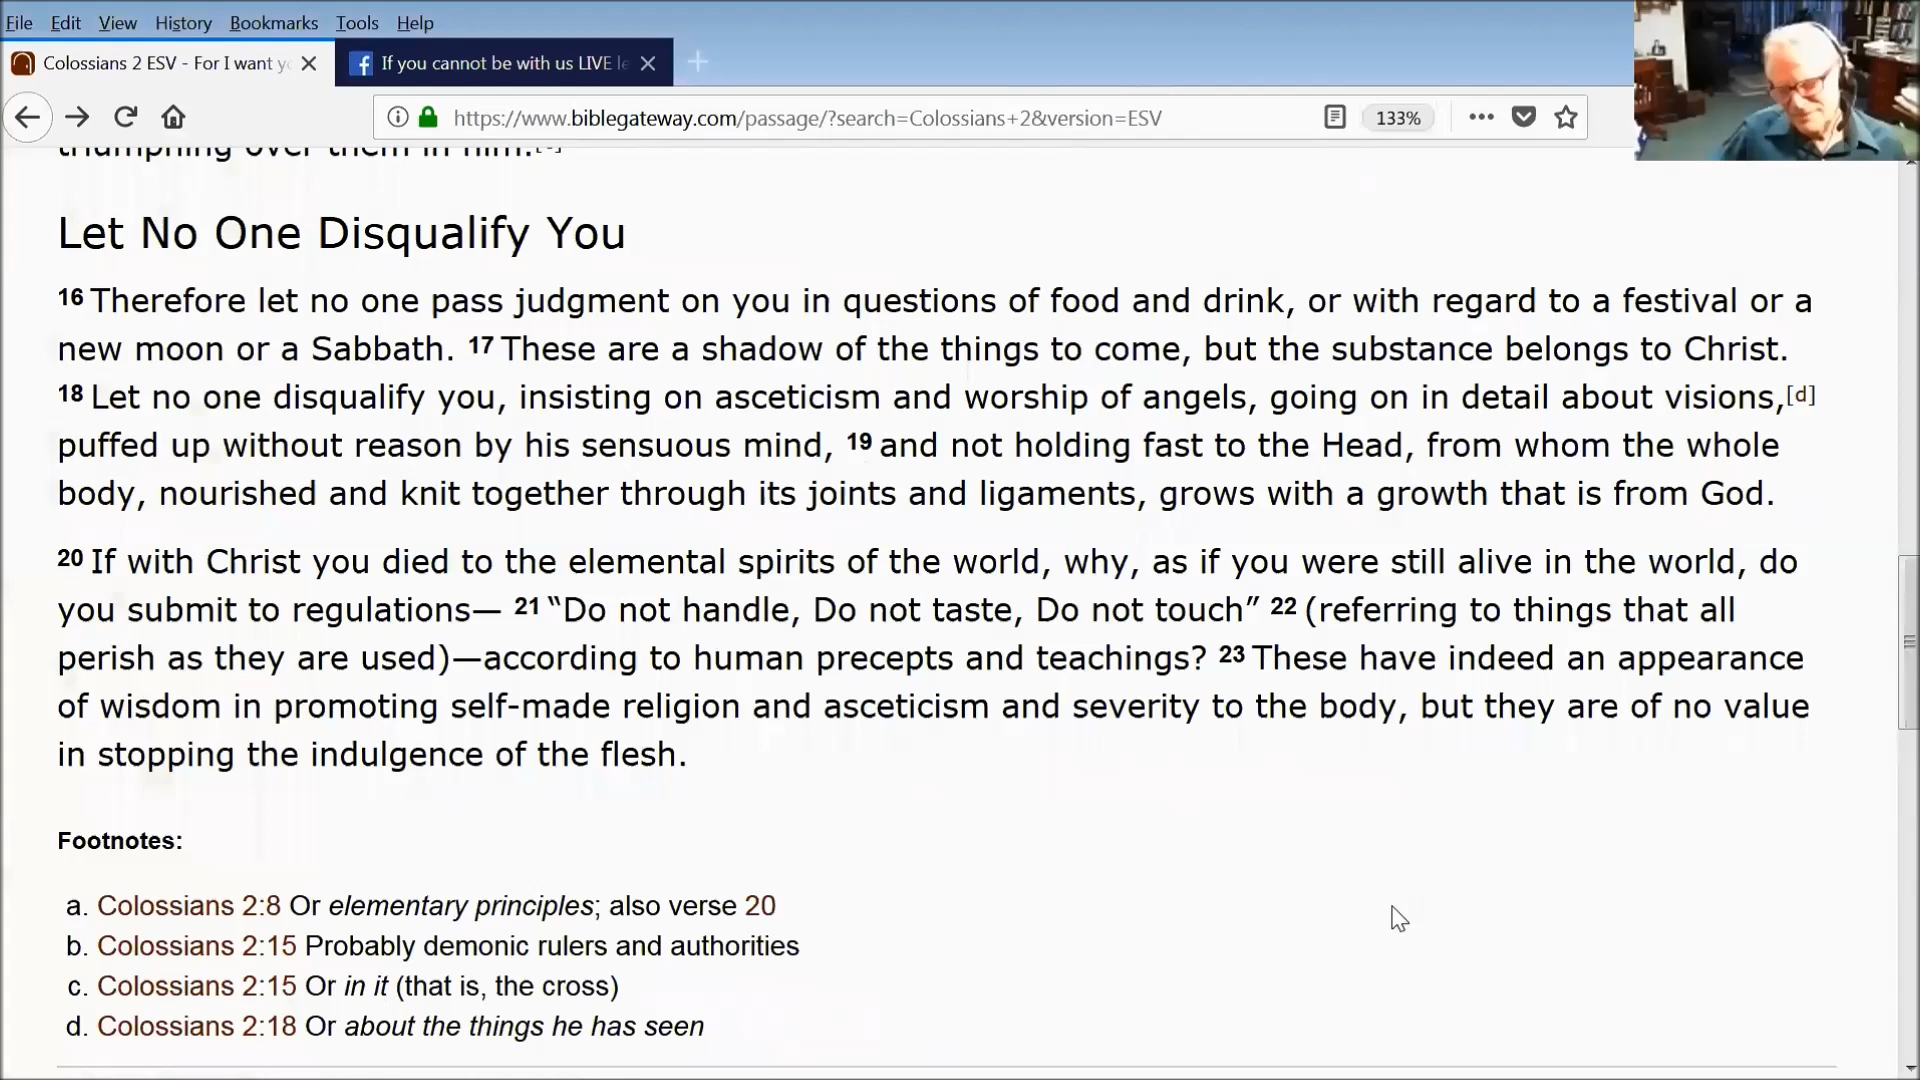 File Edit View History Bookmarks Tools Help
Colossians 2 ESV - For I want yo
If you cannot be with us LIVE le
https://www.biblegateway.com/passage/?search=Colossians+2&version=ESV
133%
triumphing over them in him.
Let No One Disqualify You
16 Therefore let no one pass judgment on you in questions of food and drink, or with regard to a festival or a
new moon or a Sabbath. 17 These are a shadow of the things to come, but the substance belongs to Christ.
18 Let no one disqualify you, insisting on asceticism and worship of angels, going on in detail about visions,[d]
puffed up without reason by his sensuous mind, 19 and not holding fast to the Head, from whom the whole
body, nourished and knit together through its joints and ligaments, grows with a growth that is from God.
20 If with Christ you died to the elemental spirits of the world, why, as if you were still alive in the world, do
you submit to regulations— 21 “Do not handle, Do not taste, Do not touch” 22 (referring to things that all
perish as they are used)—according to human precepts and teachings? 23 These have indeed an appearance
of wisdom in promoting self-made religion and asceticism and severity to the body, but they are of no value
in stopping the indulgence of the flesh.
Footnotes:
a. Colossians 2:8 Or elementary principles; also verse 20
b. Colossians 2:15 Probably demonic rulers and authorities
c. Colossians 2:15 Or in it (that is, the cross)
d. Colossians 2:18 Or about the things he has seen